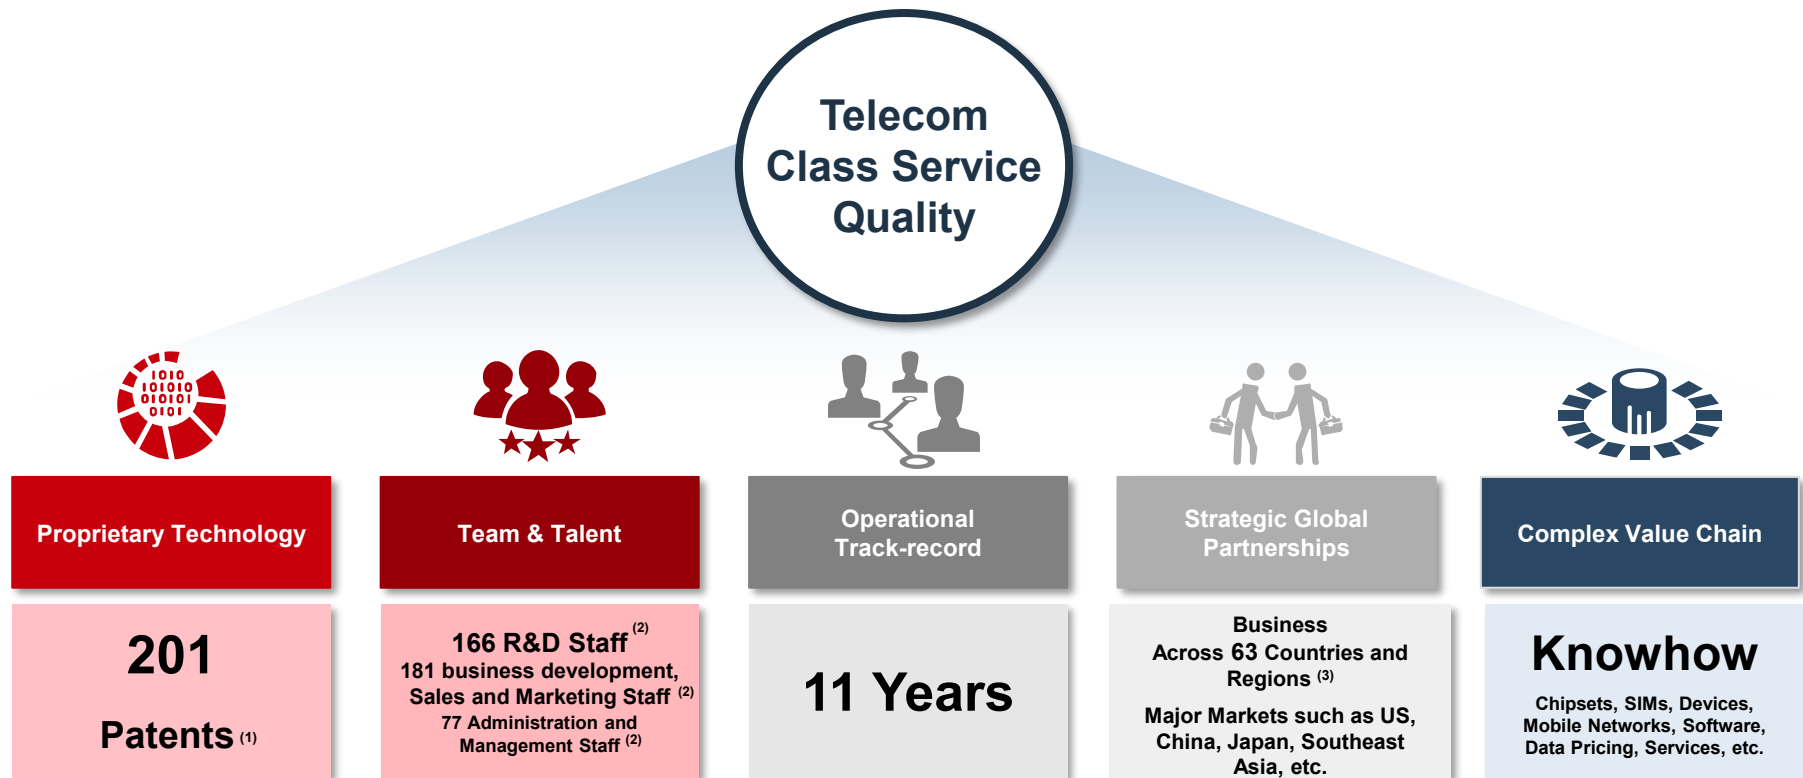 Telecom
Class Service
Quality
1010
101010
010101
0101
Proprietary Technology
Team & Talent
Operational
Track-record
Strategic Global
Partnerships
Complex Value Chain
201
Patents (1)
166 R&D Staff (2)
181 business development,
Sales and Marketing Staff (2)
77 Administration and
Management Staff (2)
11 Years
Business
Across 63 Countries and
Regions (3)
Major Markets such as US,
China, Japan, Southeast
Asia, etc.
Knowhow
Chipsets, SIMs, Devices,
Mobile Networks, Software,
Data Pricing, Services, etc.